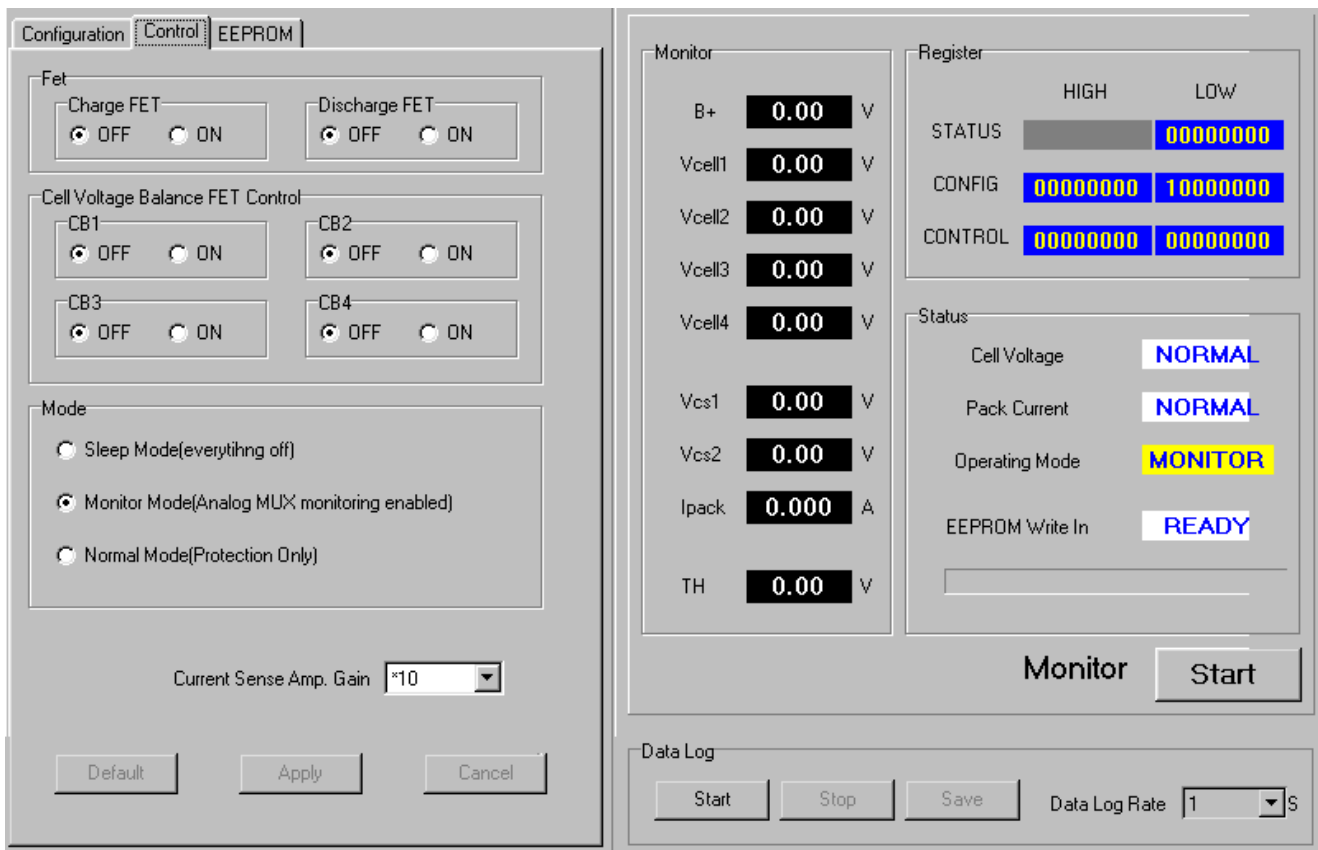 Configuration Control EEPROM
Fet
Charge FET Discharge FET
OFF ON OFF ON
Cell Voltage Balance FET Control
CB1 CB2
OFF ON OFF ON
CB3 CB4
OFF ON OFF ON
Mode
Sleep Mode(everytihng off)
Monitor Mode(Analog MUX monitoring enabled)
Normal Mode(Protection Only)
Current Sense Amp. Gain *10
Default Apply Cancel
Monitor
B+ 0.00 V
Vcell1 0.00 V
Vcell2 0.00 V
Vcell3 0.00 V
Vcell4 0.00 V
Vcs1 0.00 V
Vcs2 0.00 V
Ipack 0.000 A
TH 0.00 V
Register
HIGH LOW
STATUS 00000000
CONFIG 00000000 10000000
CONTROL 00000000 00000000
Status
Cell Voltage NORMAL
Pack Current NORMAL
Operating Mode MONITOR
EEPROM Write In READY
Monitor Start
Data Log
Start Stop Save Data Log Rate 1 S